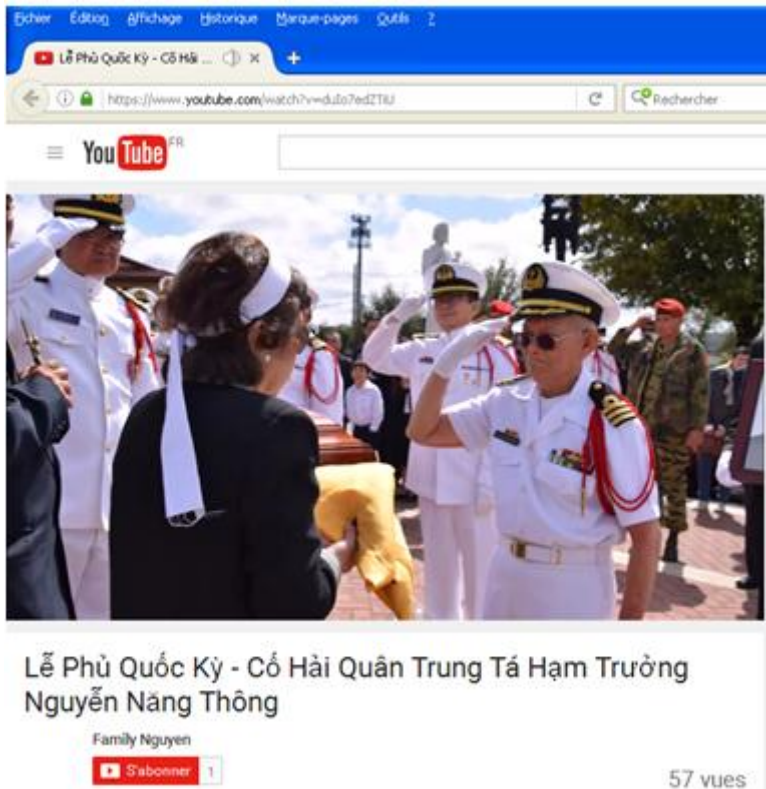 Fichier Édition Affichage Historique Marque-pages Outils ?
Lễ Phủ Quốc Kỳ - Cố Hải ...
https://www.youtube.com/watch?v=duIo7edZTiU
Rechercher
YouTube FR
Lễ Phủ Quốc Kỳ - Cố Hải Quân Trung Tá Hạm Trưởng
Nguyễn Năng Thông
Family Nguyen
S'abonner 1
57 vues